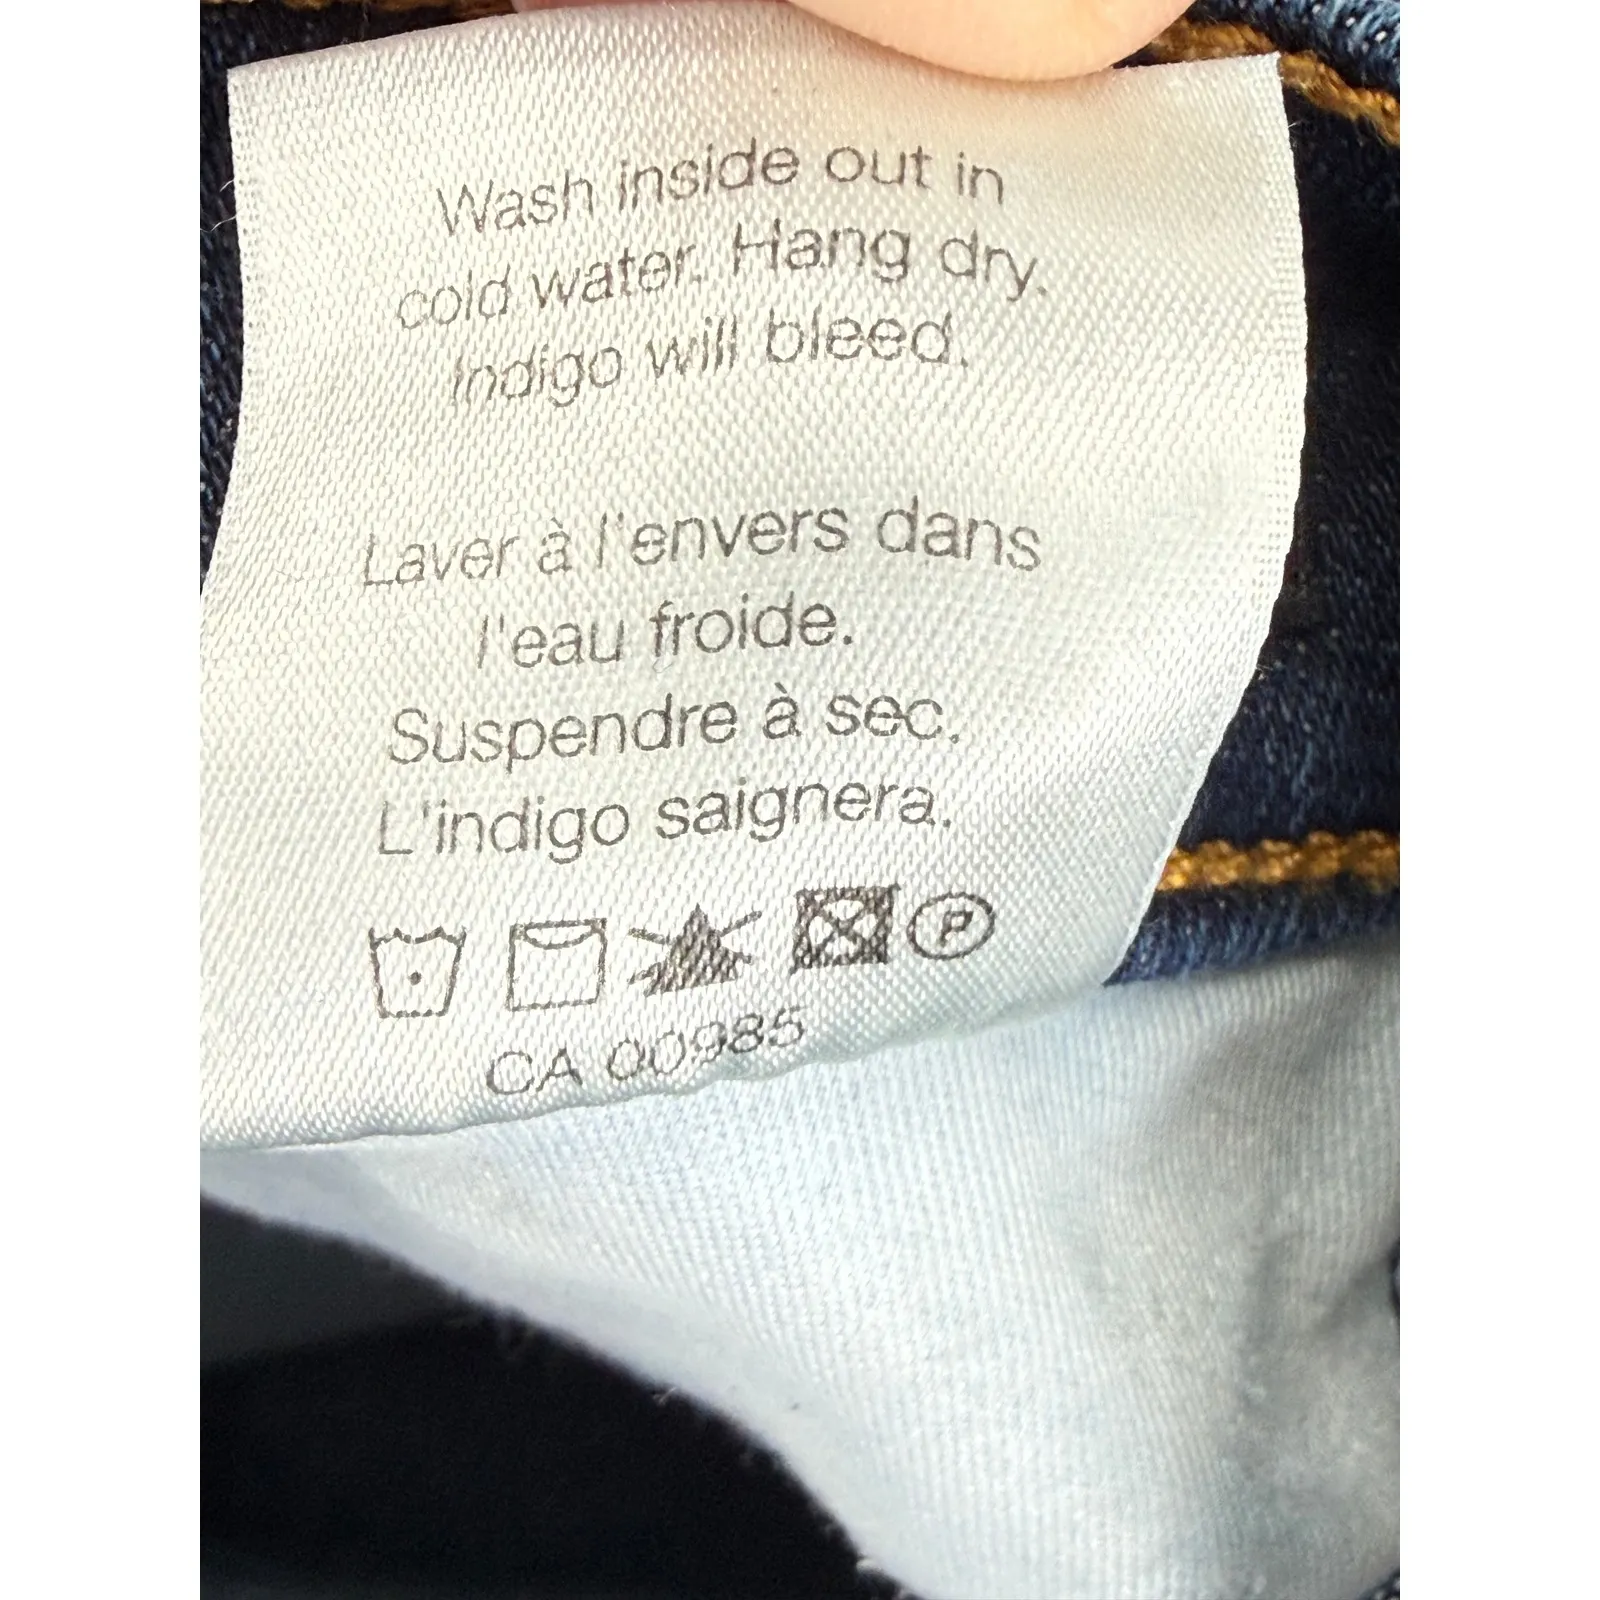 Wash inside out in
cold water. Hang dry.
Indigo will bleed.
Laver à l'envers dans
l'eau froide.
Suspendre à sec.
L'indigo saignera.
P
CA 00985